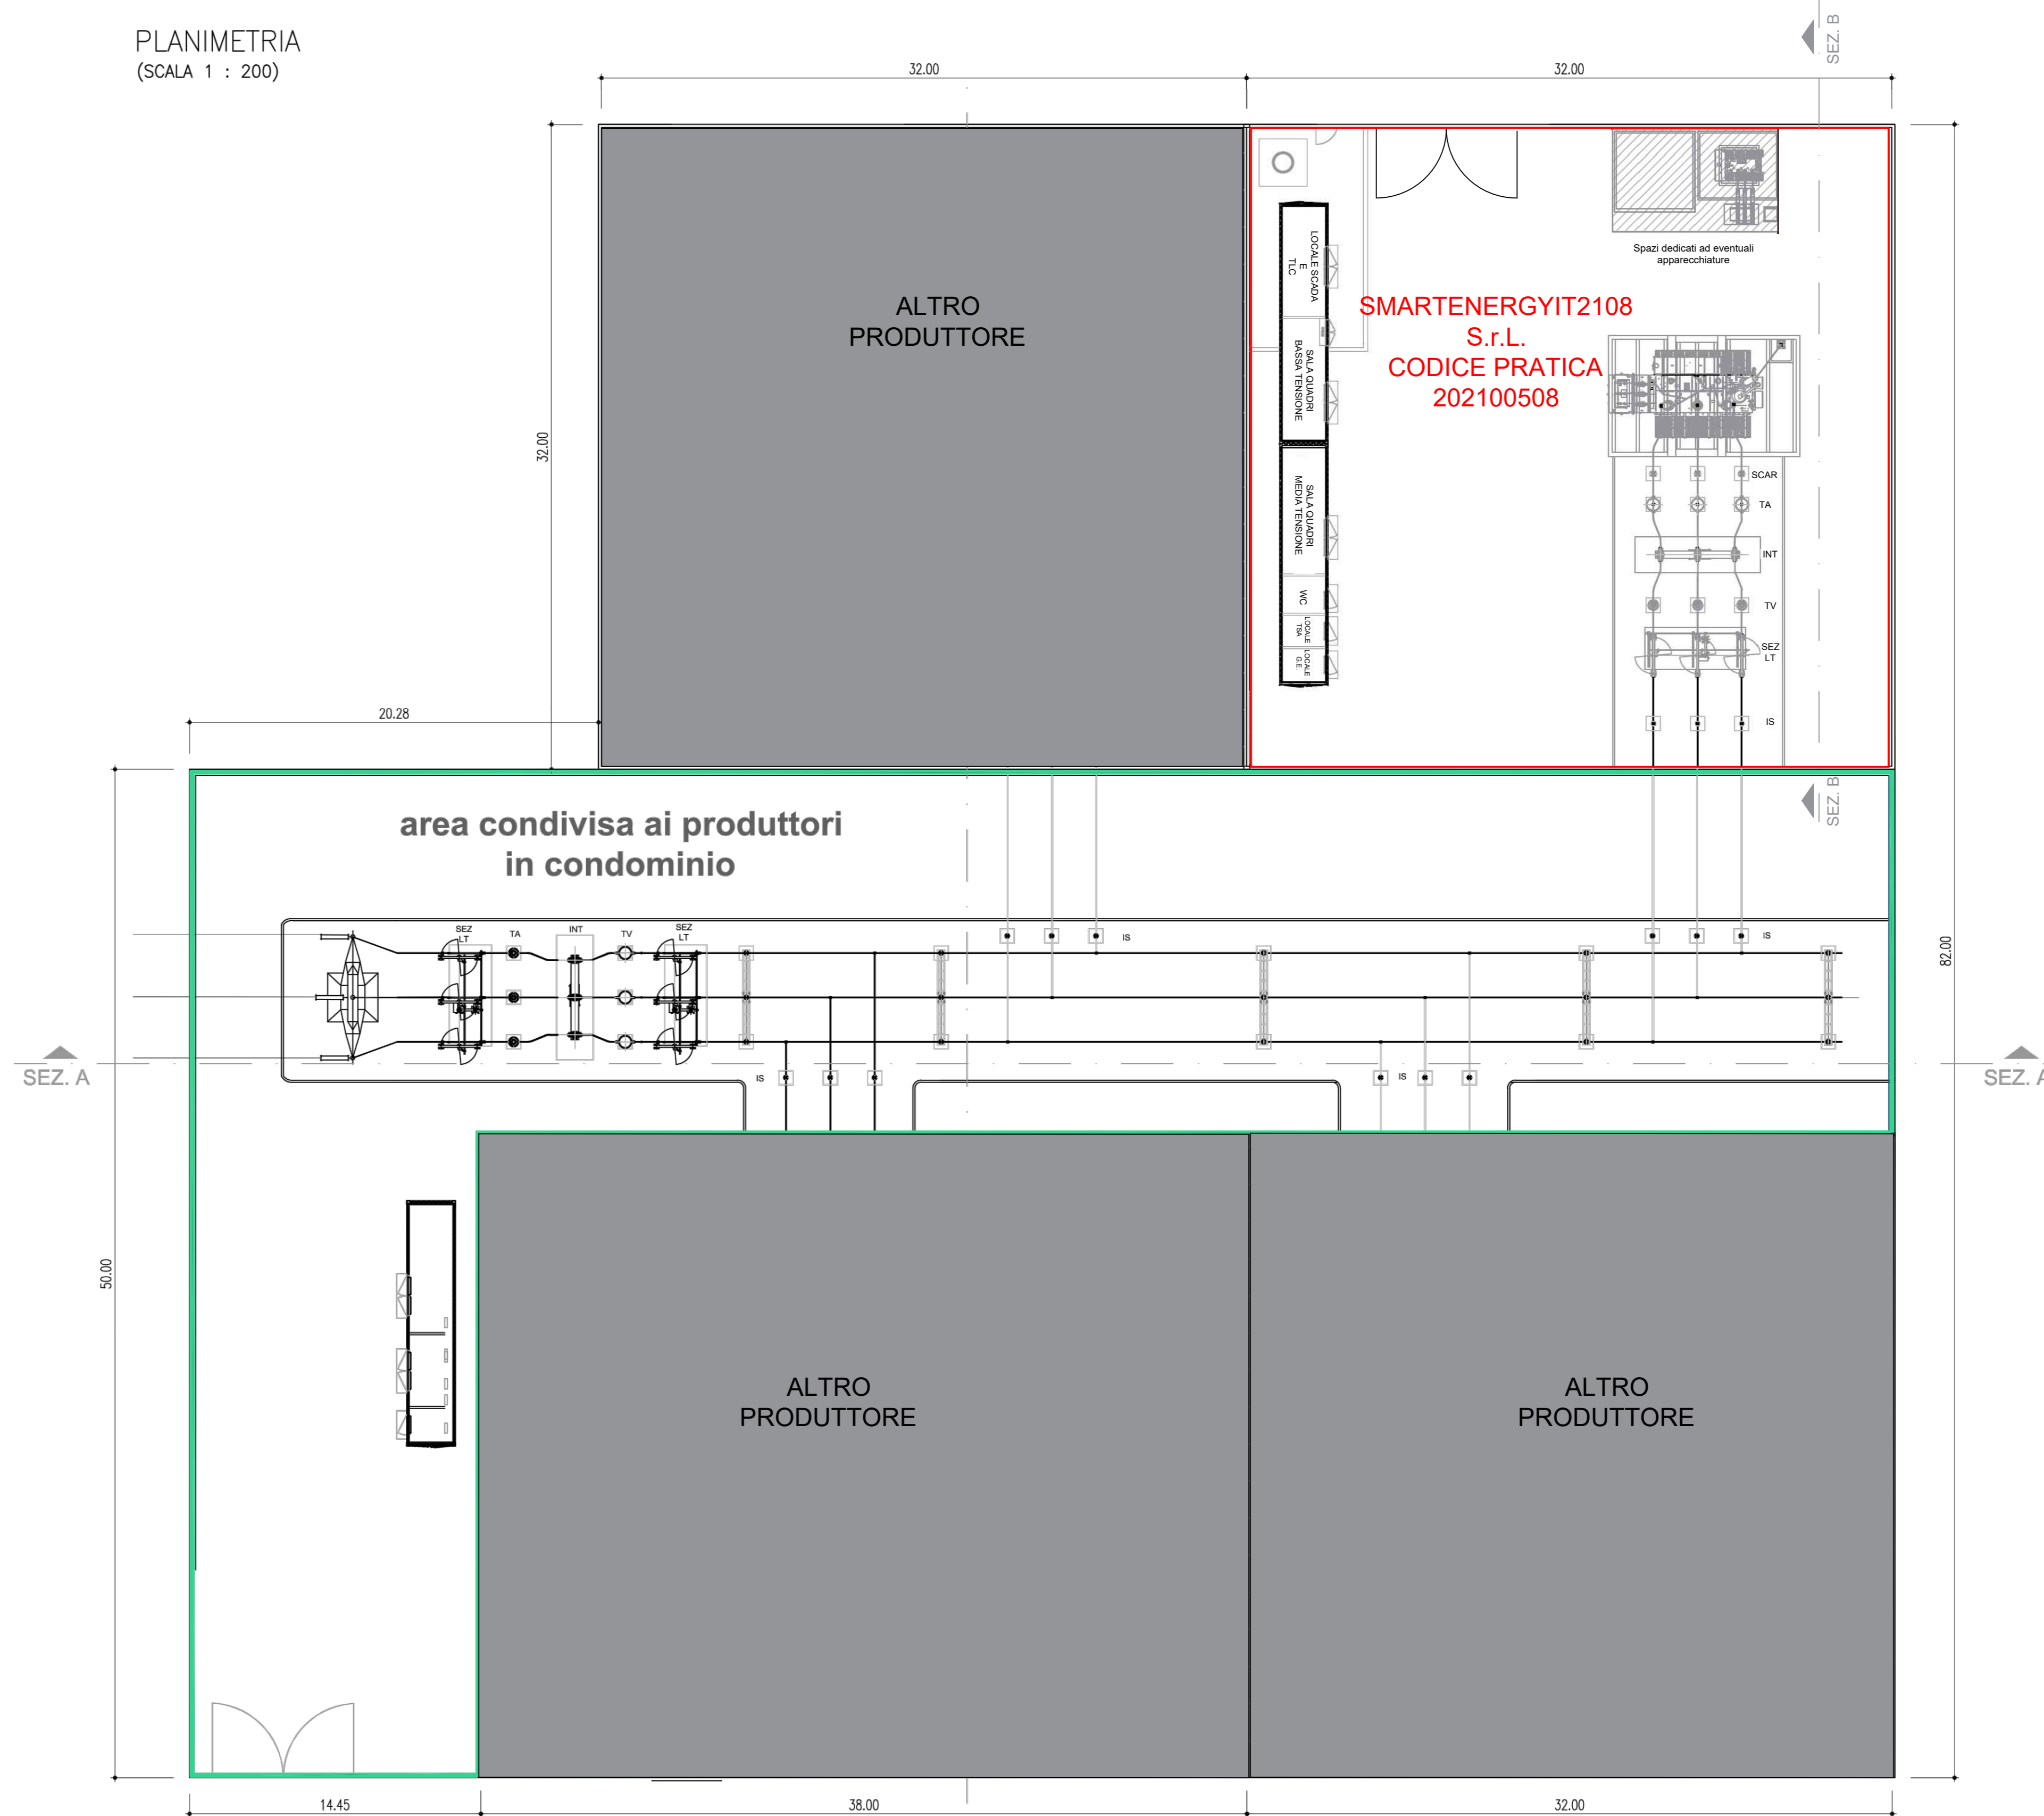 PLANIMETRIA
(SCALA 1 : 200)
SEZ. B
32.00
32.00
32.00
82.00
ALTRO
PRODUTTORE
LOCALE SCADA
E
TLC
SALA QUADRI
BASSA TENSIONE
SALA QUADRI
MEDIA TENSIONE
WC
LOCALE
TSA
LOCALE
G.E.
Spazi dedicati ad eventuali
apparecchiature
SMARTENERGYIT2108
S.r.L.
CODICE PRATICA
202100508
SCAR
TA
INT
TV
SEZ
LT
IS
20.28
SEZ. B
area condivisa ai produttori
in condominio
SEZ
LT
TA
INT
TV
SEZ
LT
IS
IS
SEZ. A
IS
IS
SEZ. A
50.00
ALTRO
PRODUTTORE
ALTRO
PRODUTTORE
14.45
38.00
32.00